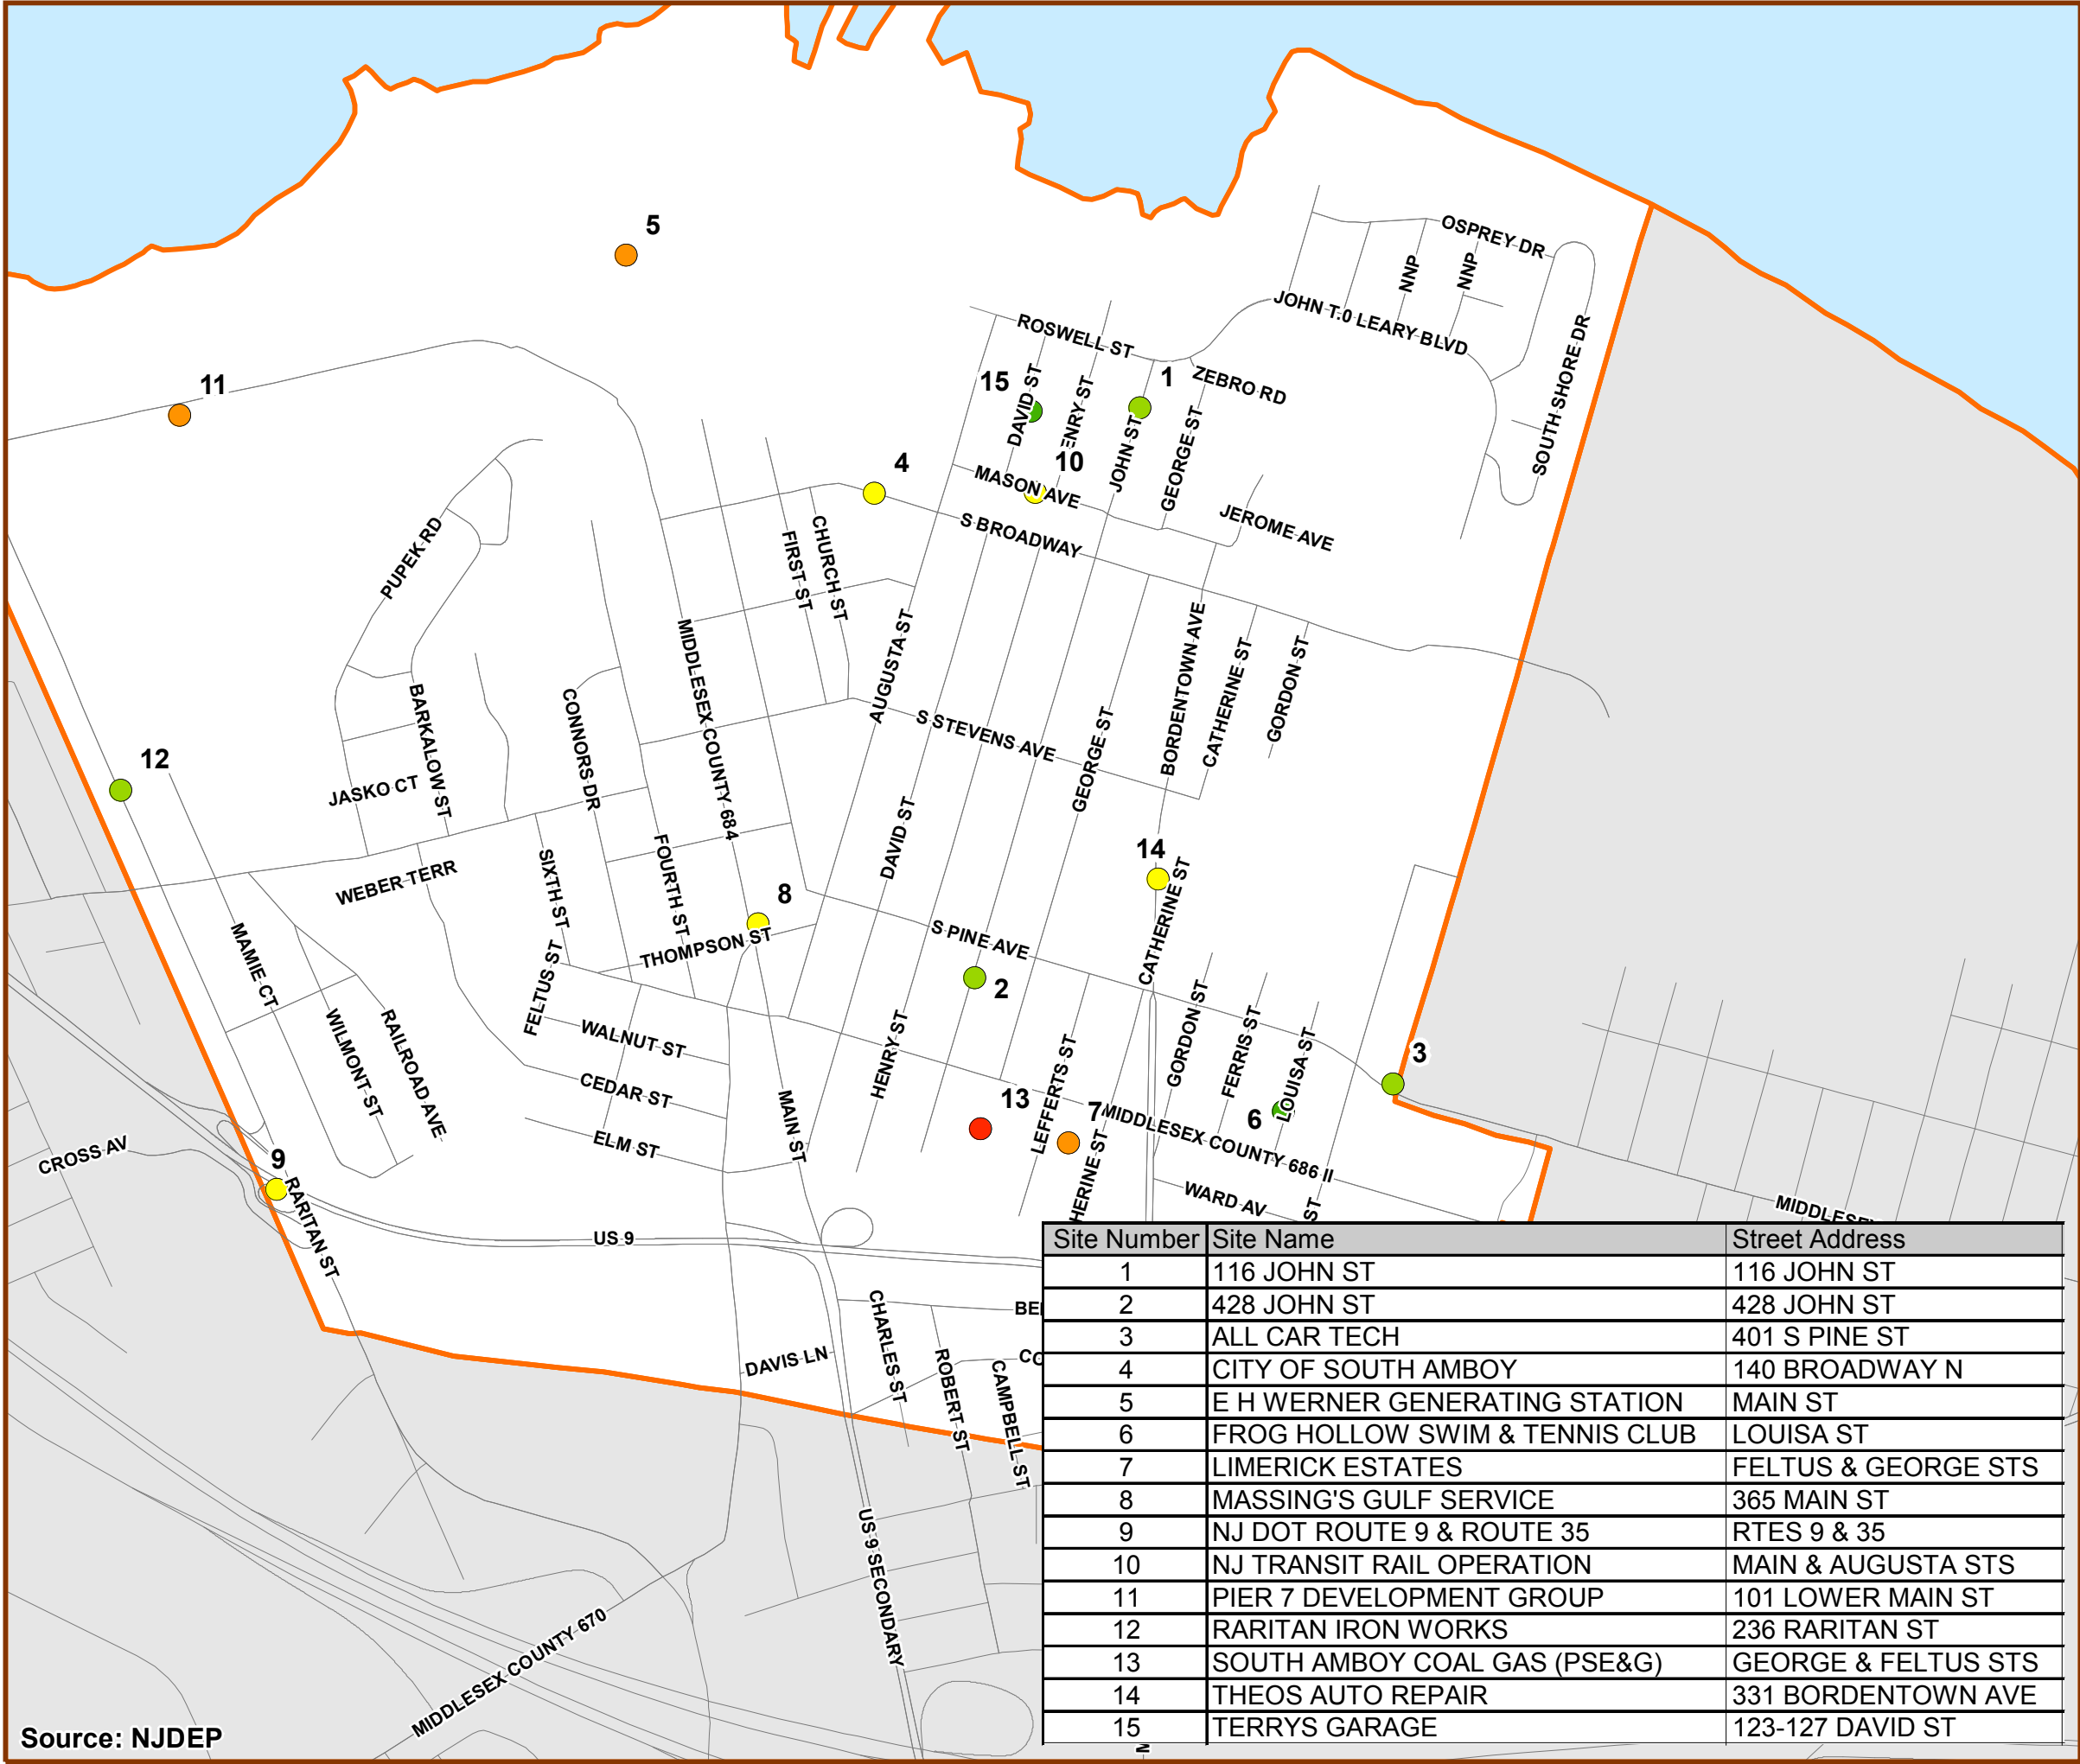 OSPREY DR
5
NNP
NNP
JOHN T.0 LEARY BLVD
ROSWELL ST
SOUTH SHORE DR
11
15
DAVID ST
ENRY ST
1
ZEBRO RD
JOHN ST
GEORGE ST
4
10
MASON AVE
S BROADWAY
JEROME AVE
PUPEK RD
FIRST ST
CHURCH ST
MIDDLESEX COUNTY 684
AUGUSTA ST
BORDENTOWN AVE
CATHERINE ST
GORDON ST
BARKALOW ST
CONNORS DR
S STEVENS AVE
GEORGE ST
12
JASKO CT
DAVID ST
14
WEBER TERR
SIXTH ST
FOURTH ST
8
CATHERINE ST
MAMIE CT
THOMPSON ST
S PINE AVE
FELTUS ST
2
WILMONT ST
RAILROAD AVE
WALNUT ST
HENRY ST
GORDON ST
FERRIS ST
LOUISA ST
3
CEDAR ST
MAIN ST
13
LEFFERTS ST
7
MIDDLESEX COUNTY 686 II
6
ELM ST
CROSS AV
9
HERINE ST
WARD AV
ST
RARITAN ST
US 9
MIDDLESEX
CHARLES ST
BE
DAVIS LN
ROBERT ST
CAMPBELL ST
CO
US 9 SECONDARY
MIDDLESEX COUNTY 670
Site Number Site Name Street Address
1 116 JOHN ST 116 JOHN ST
2 428 JOHN ST 428 JOHN ST
3 ALL CAR TECH 401 S PINE ST
4 CITY OF SOUTH AMBOY 140 BROADWAY N
5 E H WERNER GENERATING STATION MAIN ST
6 FROG HOLLOW SWIM & TENNIS CLUB LOUISA ST
7 LIMERICK ESTATES FELTUS & GEORGE STS
8 MASSING'S GULF SERVICE 365 MAIN ST
9 NJ DOT ROUTE 9 & ROUTE 35 RTES 9 & 35
10 NJ TRANSIT RAIL OPERATION MAIN & AUGUSTA STS
11 PIER 7 DEVELOPMENT GROUP 101 LOWER MAIN ST
12 RARITAN IRON WORKS 236 RARITAN ST
13 SOUTH AMBOY COAL GAS (PSE&G) GEORGE & FELTUS STS
14 THEOS AUTO REPAIR 331 BORDENTOWN AVE
15 TERRYS GARAGE 123-127 DAVID ST
Source: NJDEP